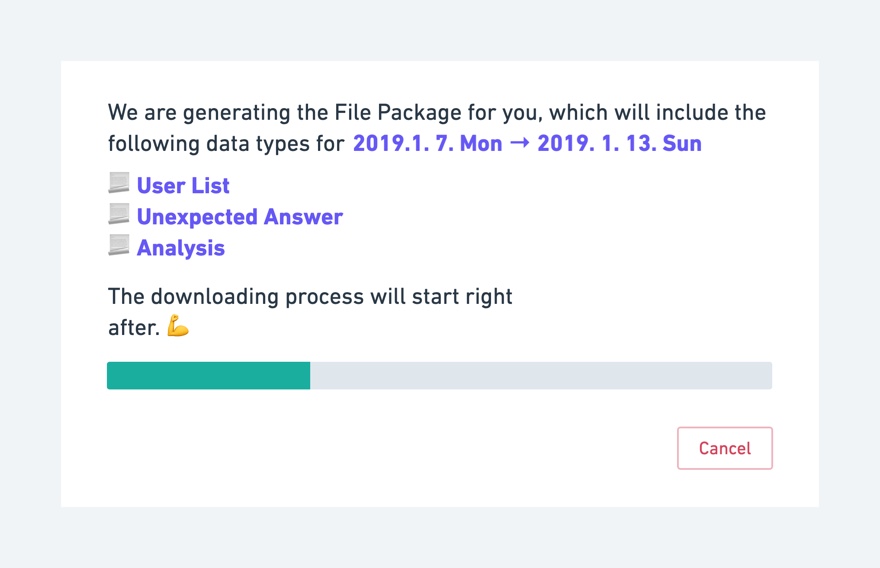 We are generating the File Package for you, which will include the
following data types for 2019.1. 7. Mon → 2019. 1. 13. Sun
User List
Unexpected Answer
Analysis
The downloading process will start right
after. 💪
Cancel